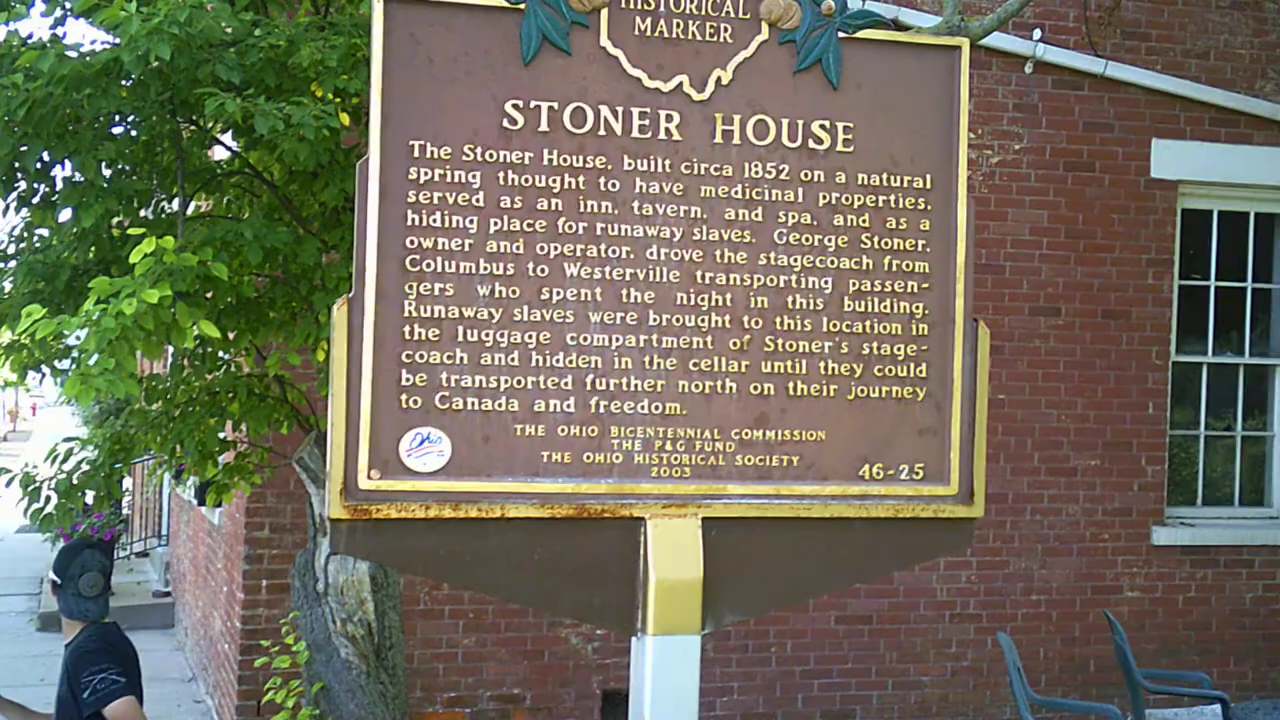 HISTORICAL
MARKER
STONER HOUSE
The Stoner House, built circa 1852 on a natural
spring thought to have medicinal properties,
served as an inn, tavern, and spa, and as a
hiding place for runaway slaves. George Stoner,
owner and operator, drove the stagecoach from
Columbus to Westerville transporting passen-
gers who spent the night in this building.
Runaway slaves were brought to this location in
the luggage compartment of Stoner's stage-
coach and hidden in the cellar until they could
be transported further north on their journey
to Canada and freedom.
THE OHIO BICENTENNIAL COMMISSION
THE P&G FUND
THE OHIO HISTORICAL SOCIETY
2003
46-25
Ohio